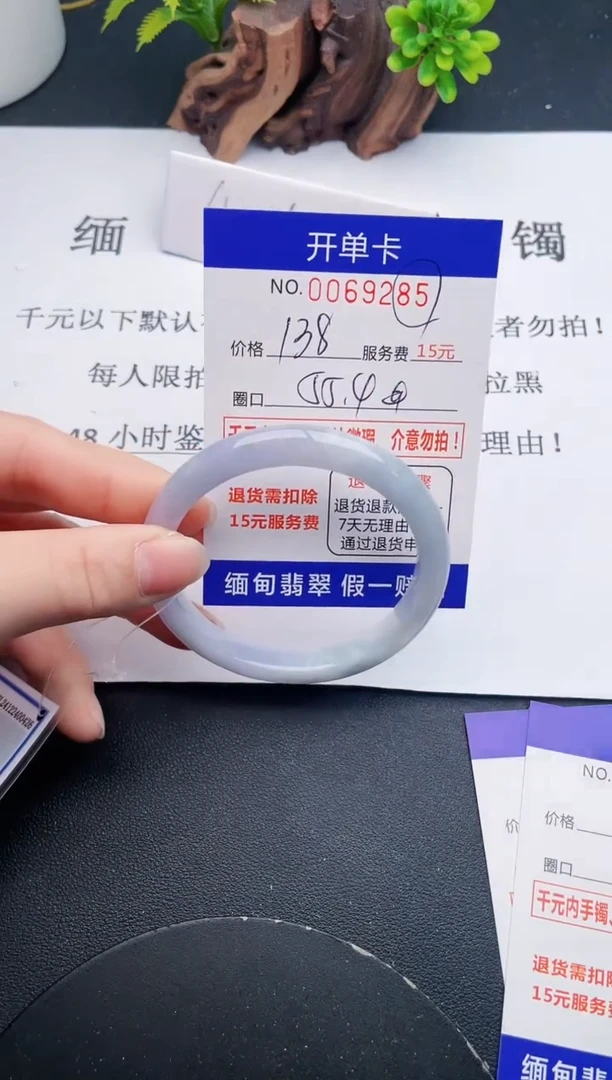 缅 镯
开单卡
NO. 0069285
千元以下默认 者勿拍!
价格 138 服务费 15元
每人限拍 拉黑
圈口 55.4
48小时鉴 理由!
介意勿拍!
退货需扣除
15元服务费
退货退款
7天无理由
通过退货申
缅甸翡翠 假一赔
NO.
价格
价格
圈口
千元内手镯
退货需扣除
15元服务费
缅甸翡